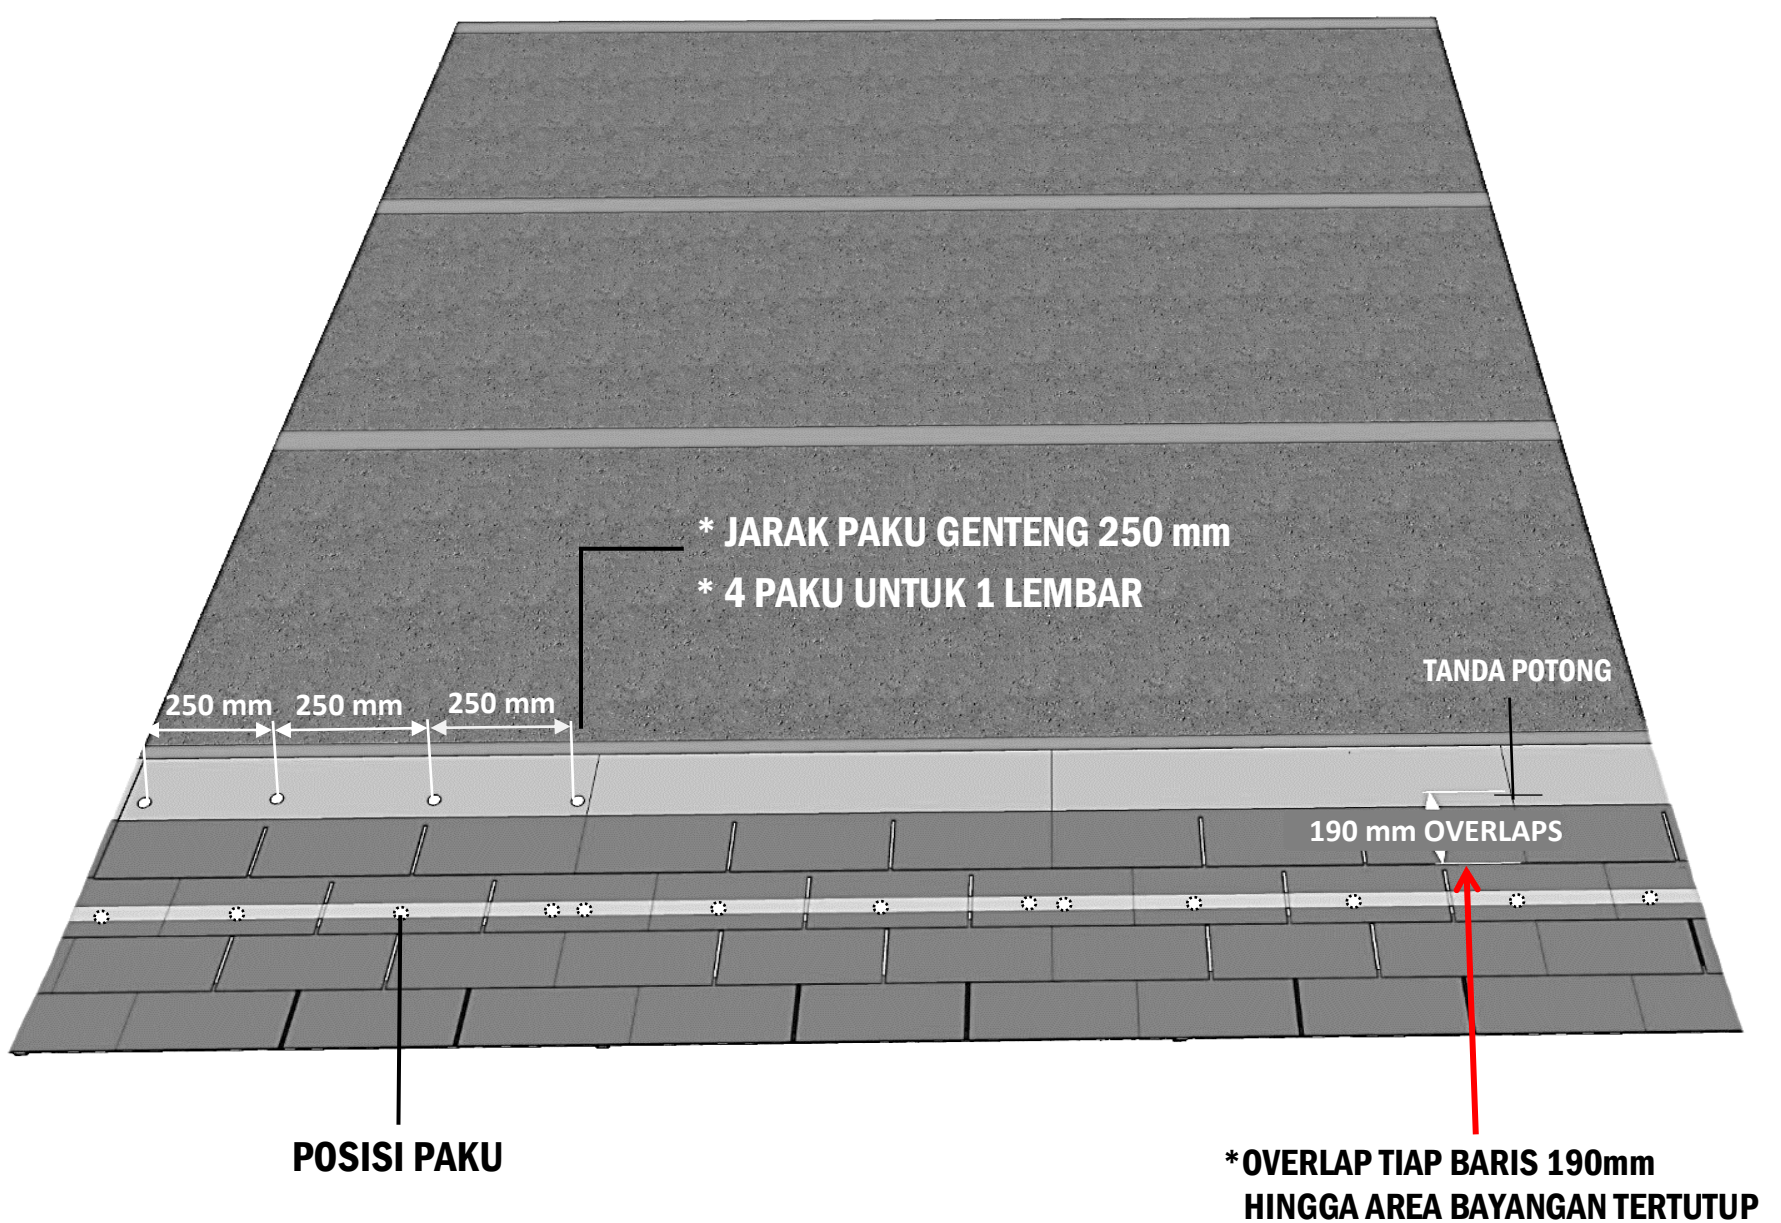 * JARAK PAKU GENTENG 250 mm
* 4 PAKU UNTUK 1 LEMBAR
TANDA POTONG
250 mm 250 mm 250 mm
190 mm OVERLAPS
POSISI PAKU
*OVERLAP TIAP BARIS 190mm
HINGGA AREA BAYANGAN TERTUTUP